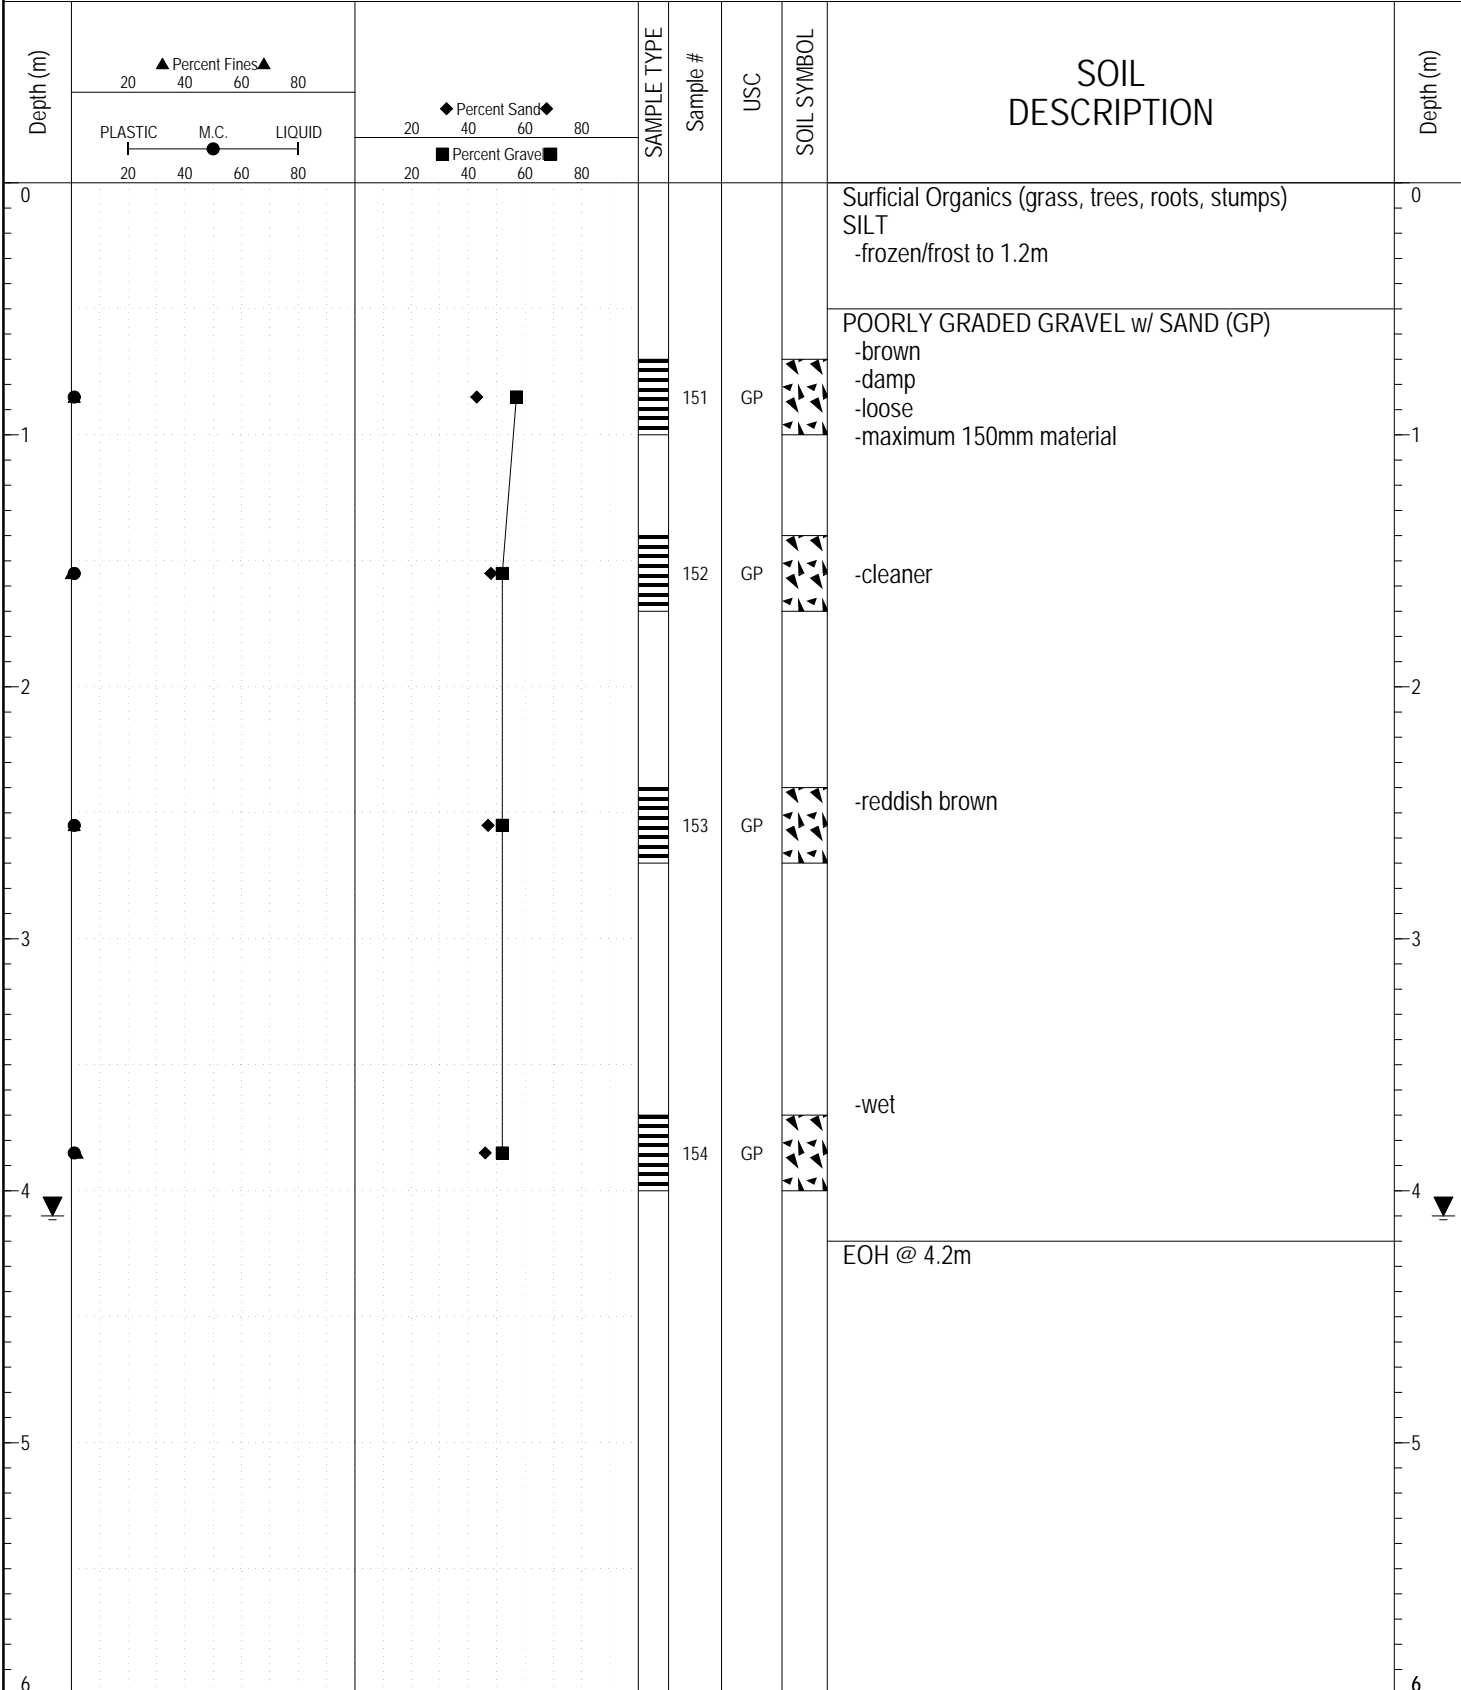 Depth (m)
Percent Fines
20 40 60 80
PLASTIC M.C. LIQUID
20 40 60 80
Percent Sand
20 40 60 80
Percent Gravel
20 40 60 80
SAMPLE TYPE
Sample #
USC
SOIL SYMBOL
SOIL
DESCRIPTION
Depth (m)
0 0
Surficial Organics (grass, trees, roots, stumps)
SILT
-frozen/frost to 1.2m
POORLY GRADED GRAVEL w/ SAND (GP)
-brown
-damp
151 GP
-loose
1 -maximum 150mm material 1
152 GP -cleaner
2 2
-reddish brown
153 GP
3 3
-wet
154 GP
4 4
EOH @ 4.2m
5 5
6 6